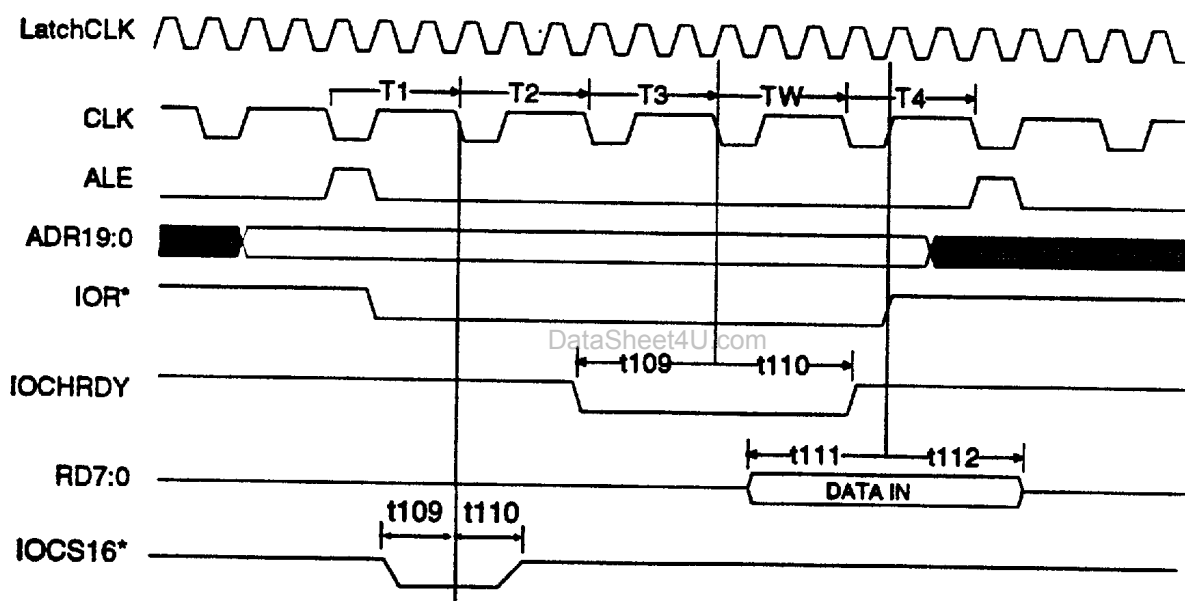 LatchCLK
T1 T2 T3 TW T4
CLK
ALE
ADR19:0
IOR*
DataSheet4U.com
t109 t110
IOCHRDY
t111 t112
RD7:0
DATA IN
t109 t110
IOCS16*